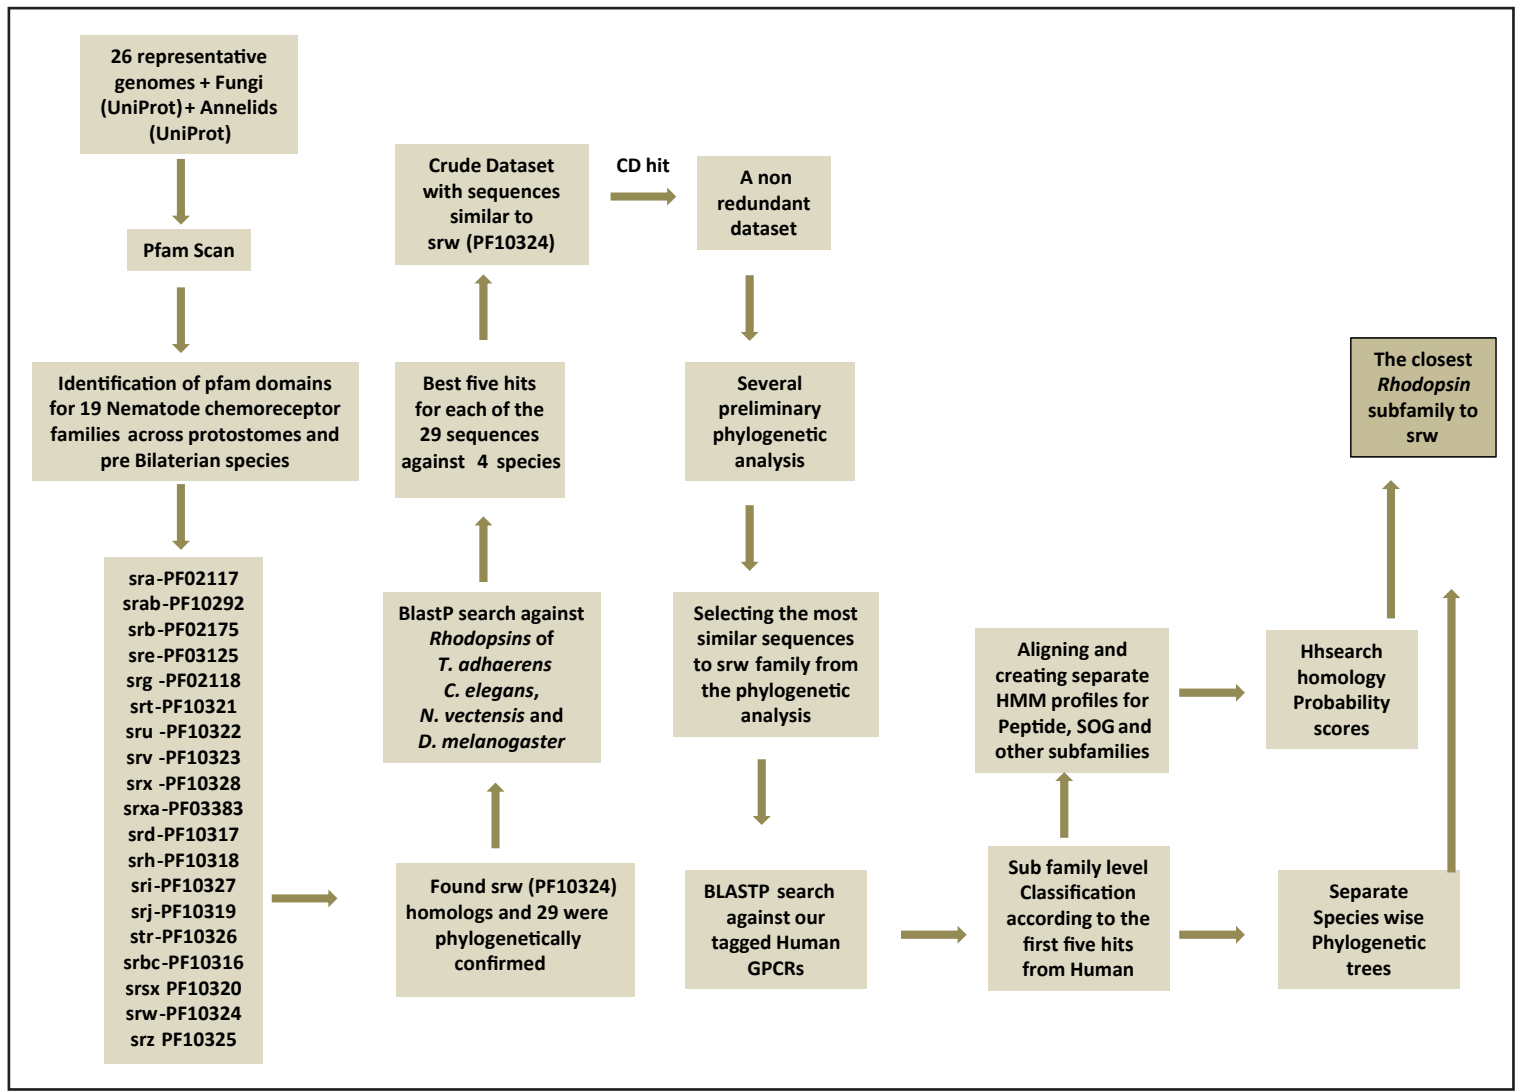 26 representative
genomes + Fungi
(UniProt)+ Annelids
(UniProt)
Pfam Scan
Identification of pfam domains
for 19 Nematode chemoreceptor
families across protostomes and
pre Bilaterian species
sra-PF02117
srab-PF10292
srb-PF02175
sre-PF03125
srg -PF02118
srt-PF10321
sru -PF10322
srv -PF10323
srx -PF10328
srxa-PF03383
srd-PF10317
srh-PF10318
sri-PF10327
srj-PF10319
str-PF10326
srbc-PF10316
srsx PF10320
srw-PF10324
srz PF10325
Found srw (PF10324)
homologs and 29 were
phylogenetically
confirmed
BlastP search against
Rhodopsins of
T. adhaerens
C. elegans,
N. vectensis and
D. melanogaster
Best five hits
for each of the
29 sequences
against 4 species
Crude Dataset
with sequences
similar to
srw (PF10324)
CD hit
A non
redundant
dataset
Several
preliminary
phylogenetic
analysis
Selecting the most
similar sequences
to srw family from
the phylogenetic
analysis
BLASTP search
against our
tagged Human
GPCRs
Sub family level
Classification
according to the
first five hits
from Human
Aligning and
creating separate
HMM profiles for
Peptide, SOG and
other subfamilies
Hhsearch
homology
Probability
scores
Separate
Species wise
Phylogenetic
trees
The closest
Rhodopsin
subfamily to
srw